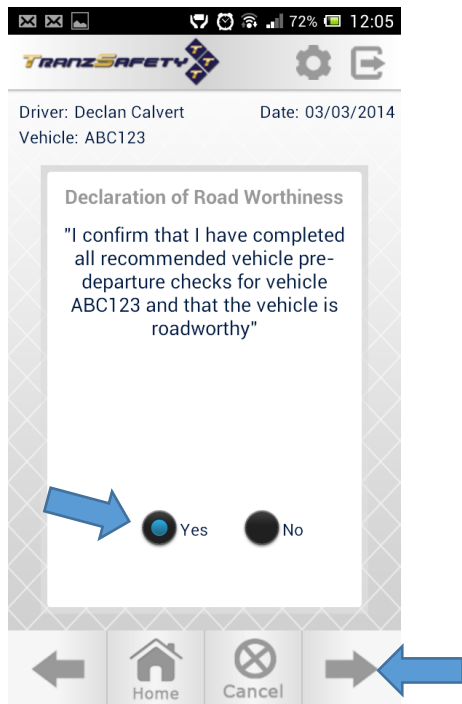 72% 12:05
TRANZSAFETY T T T T
Driver: Declan Calvert Date: 03/03/2014
Vehicle: ABC123
Declaration of Road Worthiness
"I confirm that I have completed
all recommended vehicle pre-
departure checks for vehicle
ABC123 and that the vehicle is
roadworthy"
Yes No
Home Cancel